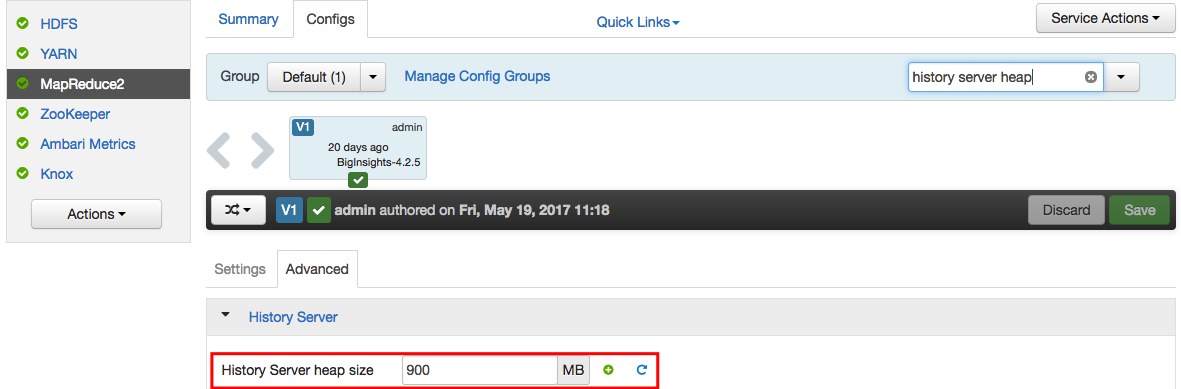 HDFS
YARN
MapReduce2
ZooKeeper
Ambari Metrics
Knox
Actions
Summary
Configs
Quick Links
Service Actions
Group
Default (1)
Manage Config Groups
history server heap
V1
admin
20 days ago
BigInsights-4.2.5
V1
admin authored on Fri, May 19, 2017 11:18
Discard
Save
Settings
Advanced
History Server
History Server heap size
900
MB